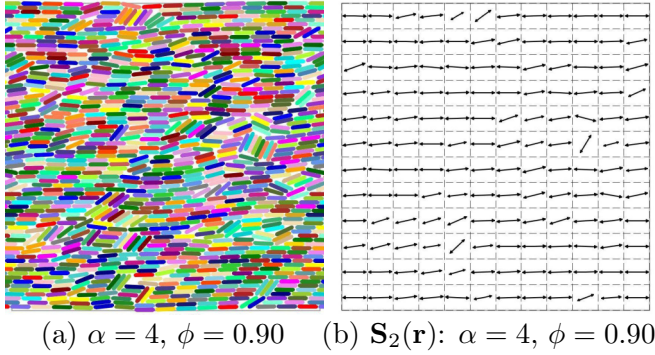 (a) α = 4, ϕ = 0.90
(b) S₂(r): α = 4, ϕ = 0.90